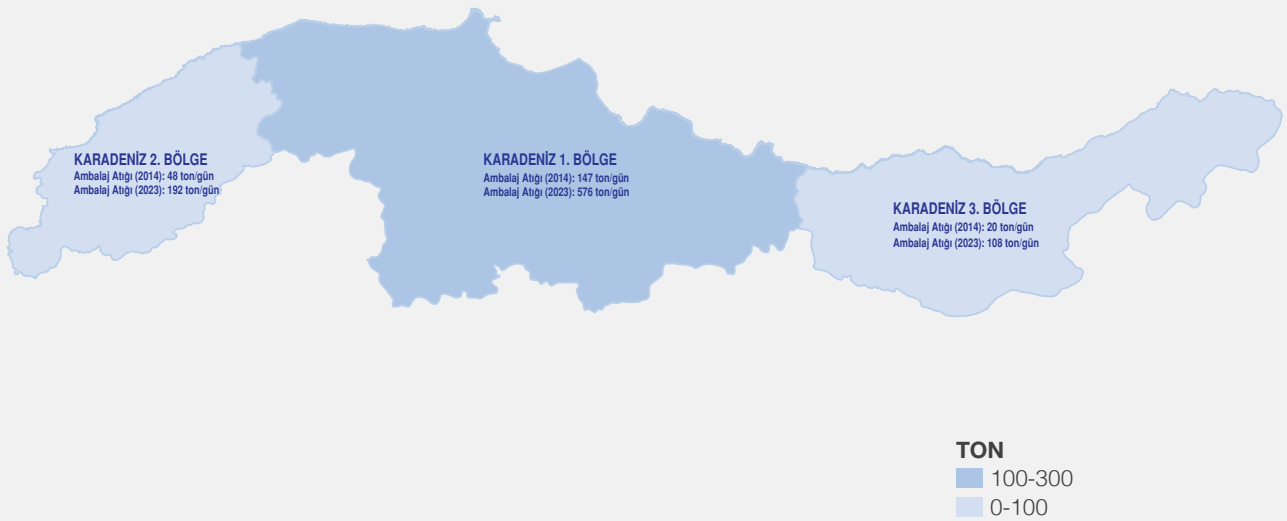 KARADENİZ 2. BÖLGE
Ambalaj Atığı (2014): 48 ton/gün
Ambalaj Atığı (2023): 192 ton/gün
KARADENİZ 1. BÖLGE
Ambalaj Atığı (2014): 147 ton/gün
Ambalaj Atığı (2023): 576 ton/gün
KARADENİZ 3. BÖLGE
Ambalaj Atığı (2014): 20 ton/gün
Ambalaj Atığı (2023): 108 ton/gün
TON
100-300
0-100